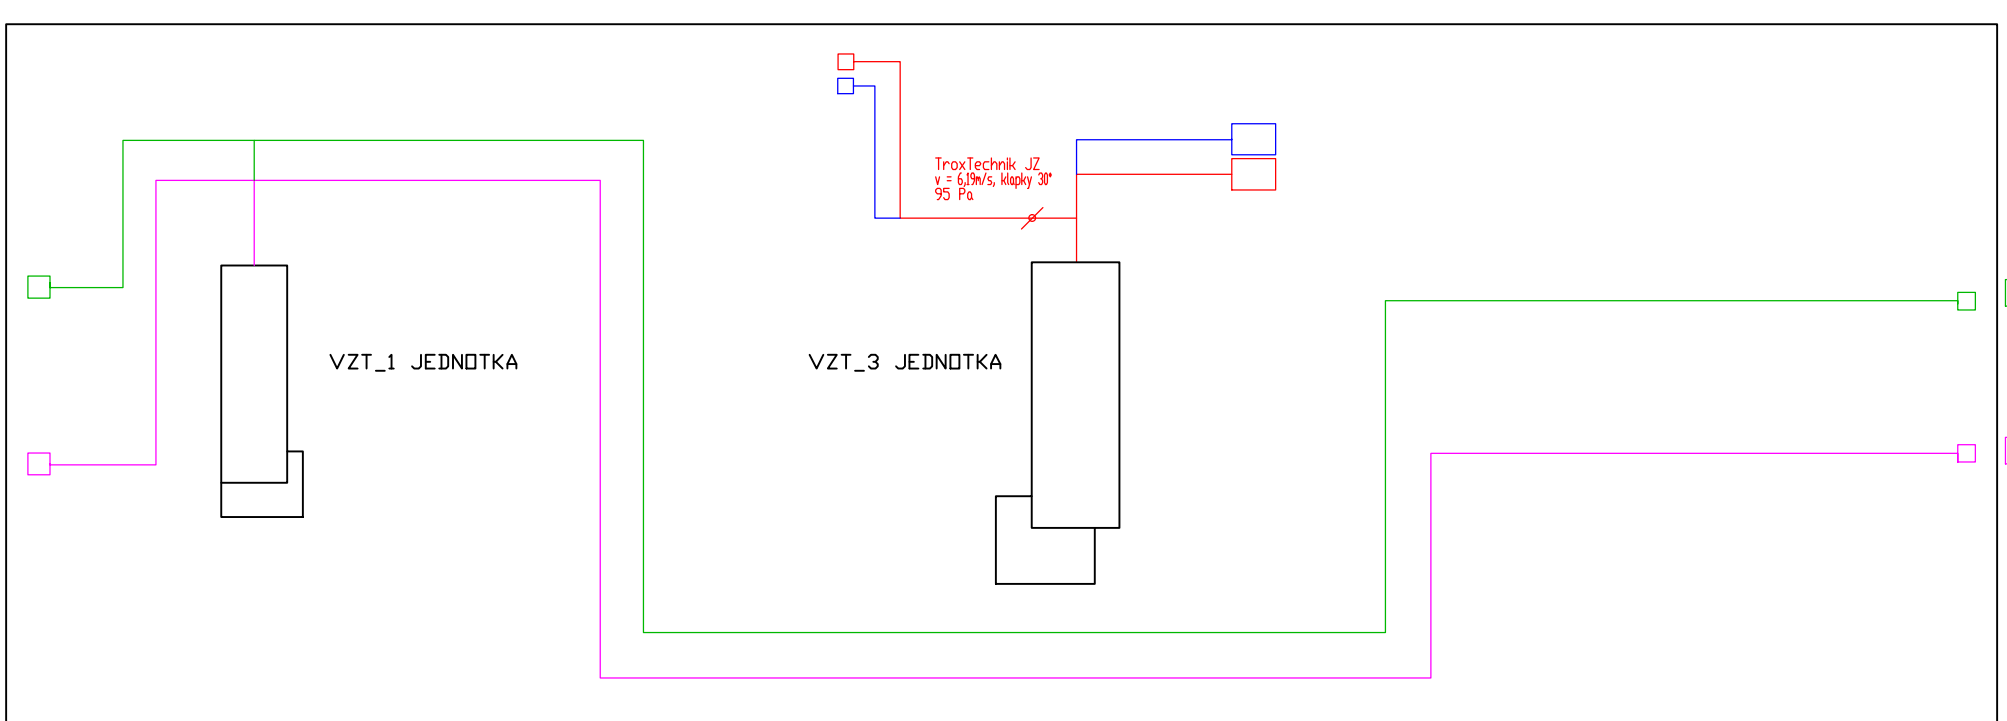 TroxTechnik JZ
v = 6,19m/s, klapky 30°
95 Pa
VZT_1 JEDNOTKA
VZT_3 JEDNOTKA